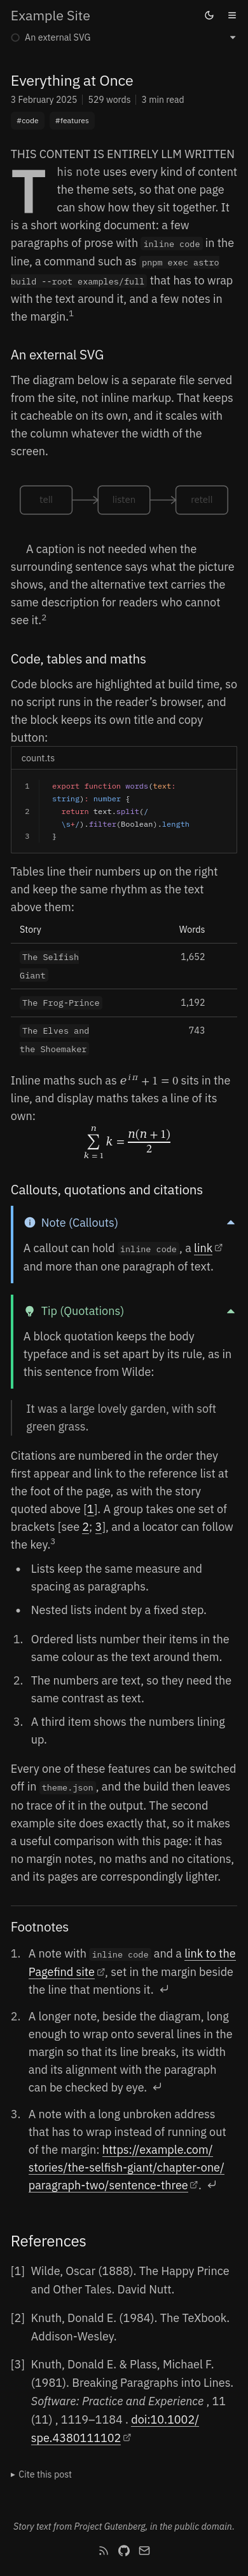 Example Site
An external SVG
Everything at Once
3 February 2025 | 529 words | 3 min read
#code #features
THIS CONTENT IS ENTIRELY LLM WRITTEN
This note uses every kind of content
the theme sets, so that one page
can show how they sit together. It
is a short working document: a few
paragraphs of prose with inline code in the
line, a command such as pnpm exec astro
build --root examples/full that has to wrap
with the text around it, and a few notes in
the margin.1
An external SVG
The diagram below is a separate file served
from the site, not inline markup. That keeps
it cacheable on its own, and it scales with
the column whatever the width of the
screen.
tell listen retell
A caption is not needed when the
surrounding sentence says what the picture
shows, and the alternative text carries the
same description for readers who cannot
see it.2
Code, tables and maths
Code blocks are highlighted at build time, so
no script runs in the reader’s browser, and
the block keeps its own title and copy
button:
count.ts
1 export function words(text:
string): number {
2 return text.split(/
\s+/).filter(Boolean).length
3 }
Tables line their numbers up on the right
and keep the same rhythm as the text
above them:
Story Words
The Selfish 1,652
Giant
The Frog-Prince 1,192
The Elves and 743
the Shoemaker
Inline maths such as e^{iπ} + 1 = 0 sits in the
line, and display maths takes a line of its
own:
n
∑ k = n(n + 1)
k = 1 2
Callouts, quotations and citations
Note (Callouts)
A callout can hold inline code, a link
and more than one paragraph of text.
Tip (Quotations)
A block quotation keeps the body
typeface and is set apart by its rule, as in
this sentence from Wilde:
It was a large lovely garden, with soft
green grass.
Citations are numbered in the order they
first appear and link to the reference list at
the foot of the page, as with the story
quoted above [1]. A group takes one set of
brackets [see 2; 3], and a locator can follow
the key.3
• Lists keep the same measure and
spacing as paragraphs.
• Nested lists indent by a fixed step.
1. Ordered lists number their items in the
same colour as the text around them.
2. The numbers are text, so they need the
same contrast as text.
3. A third item shows the numbers lining
up.
Every one of these features can be switched
off in theme.json, and the build then leaves
no trace of it in the output. The second
example site does exactly that, so it makes
a useful comparison with this page: it has
no margin notes, no maths and no citations,
and its pages are correspondingly lighter.
Footnotes
1. A note with inline code and a link to the
Pagefind site, set in the margin beside
the line that mentions it. ↩
2. A longer note, beside the diagram, long
enough to wrap onto several lines in the
margin so that its line breaks, its width
and its alignment with the paragraph
can be checked by eye. ↩
3. A note with a long unbroken address
that has to wrap instead of running out
of the margin: https://example.com/
stories/the-selfish-giant/chapter-one/
paragraph-two/sentence-three. ↩
References
[1] Wilde, Oscar (1888). The Happy Prince
and Other Tales. David Nutt.
[2] Knuth, Donald E. (1984). The TeXbook.
Addison-Wesley.
[3] Knuth, Donald E. & Plass, Michael F.
(1981). Breaking Paragraphs into Lines.
Software: Practice and Experience , 11
(11) , 1119–1184 . doi:10.1002/
spe.4380111102
▸ Cite this post
Story text from Project Gutenberg, in the public domain.